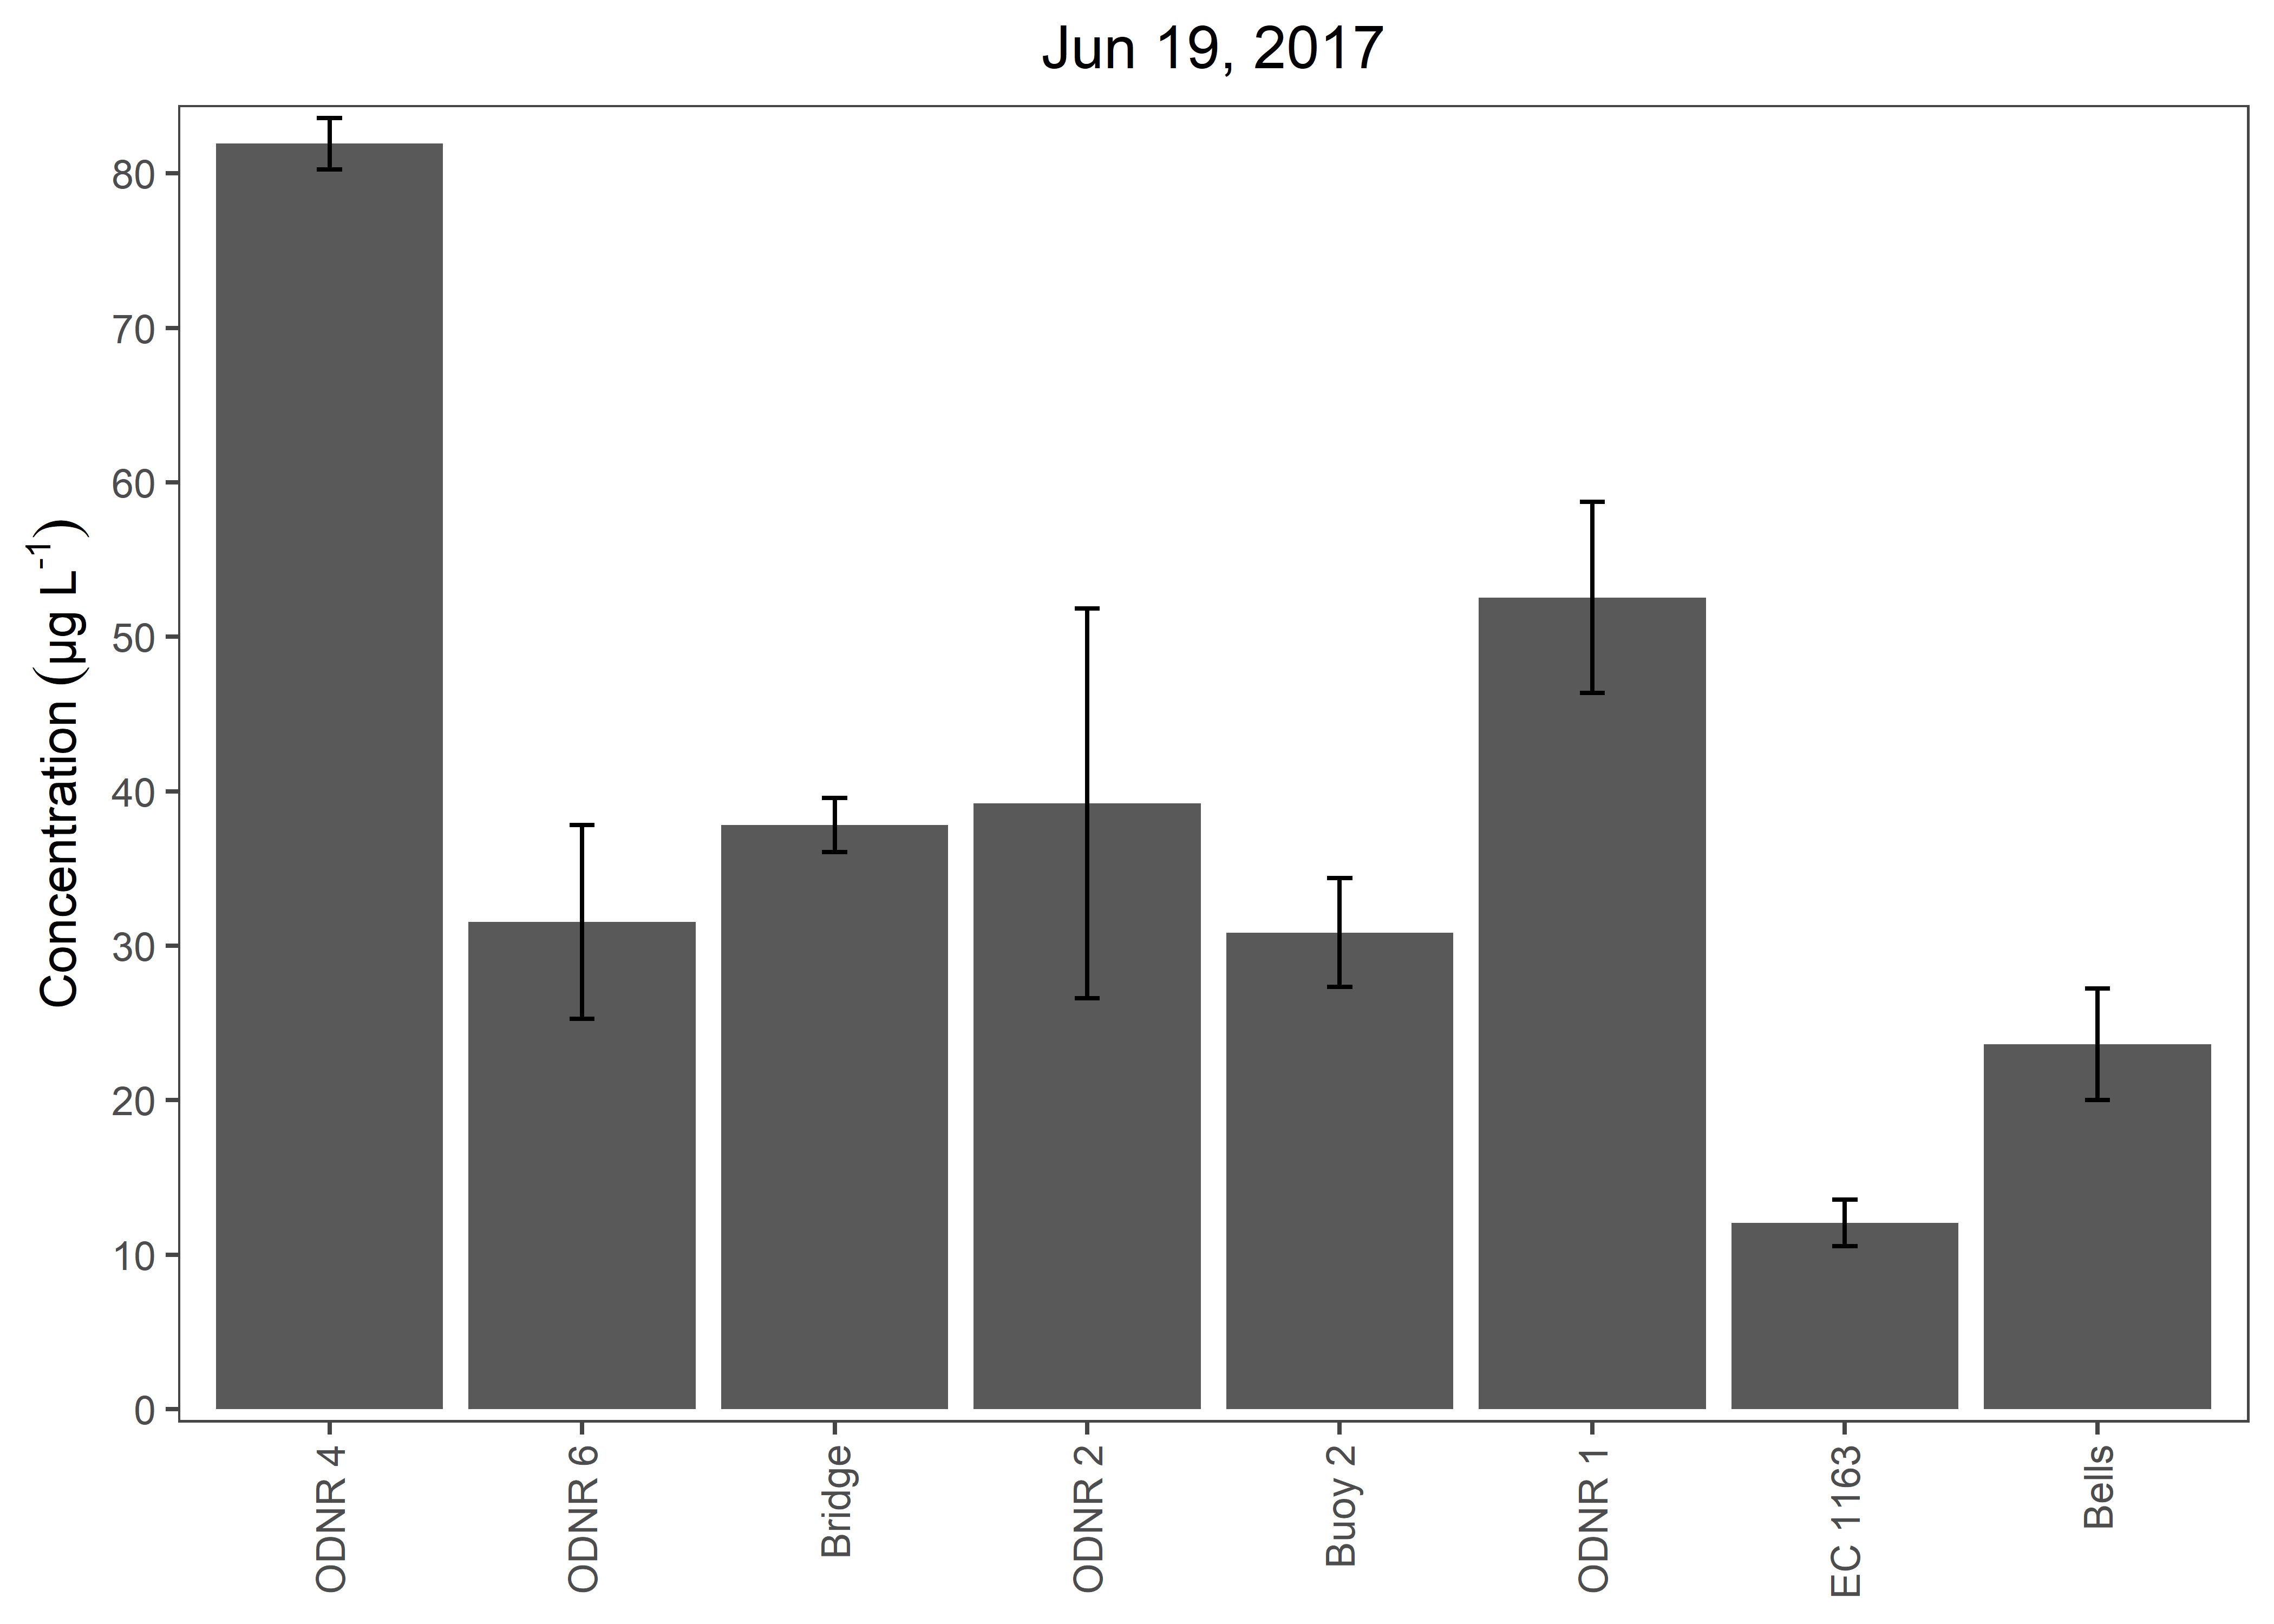 Jun 19, 2017
Concentration (µg L⁻¹)
80
70
60
50
40
30
20
10
0
ODNR 4
ODNR 6
Bridge
ODNR 2
Buoy 2
ODNR 1
EC 1163
Bells